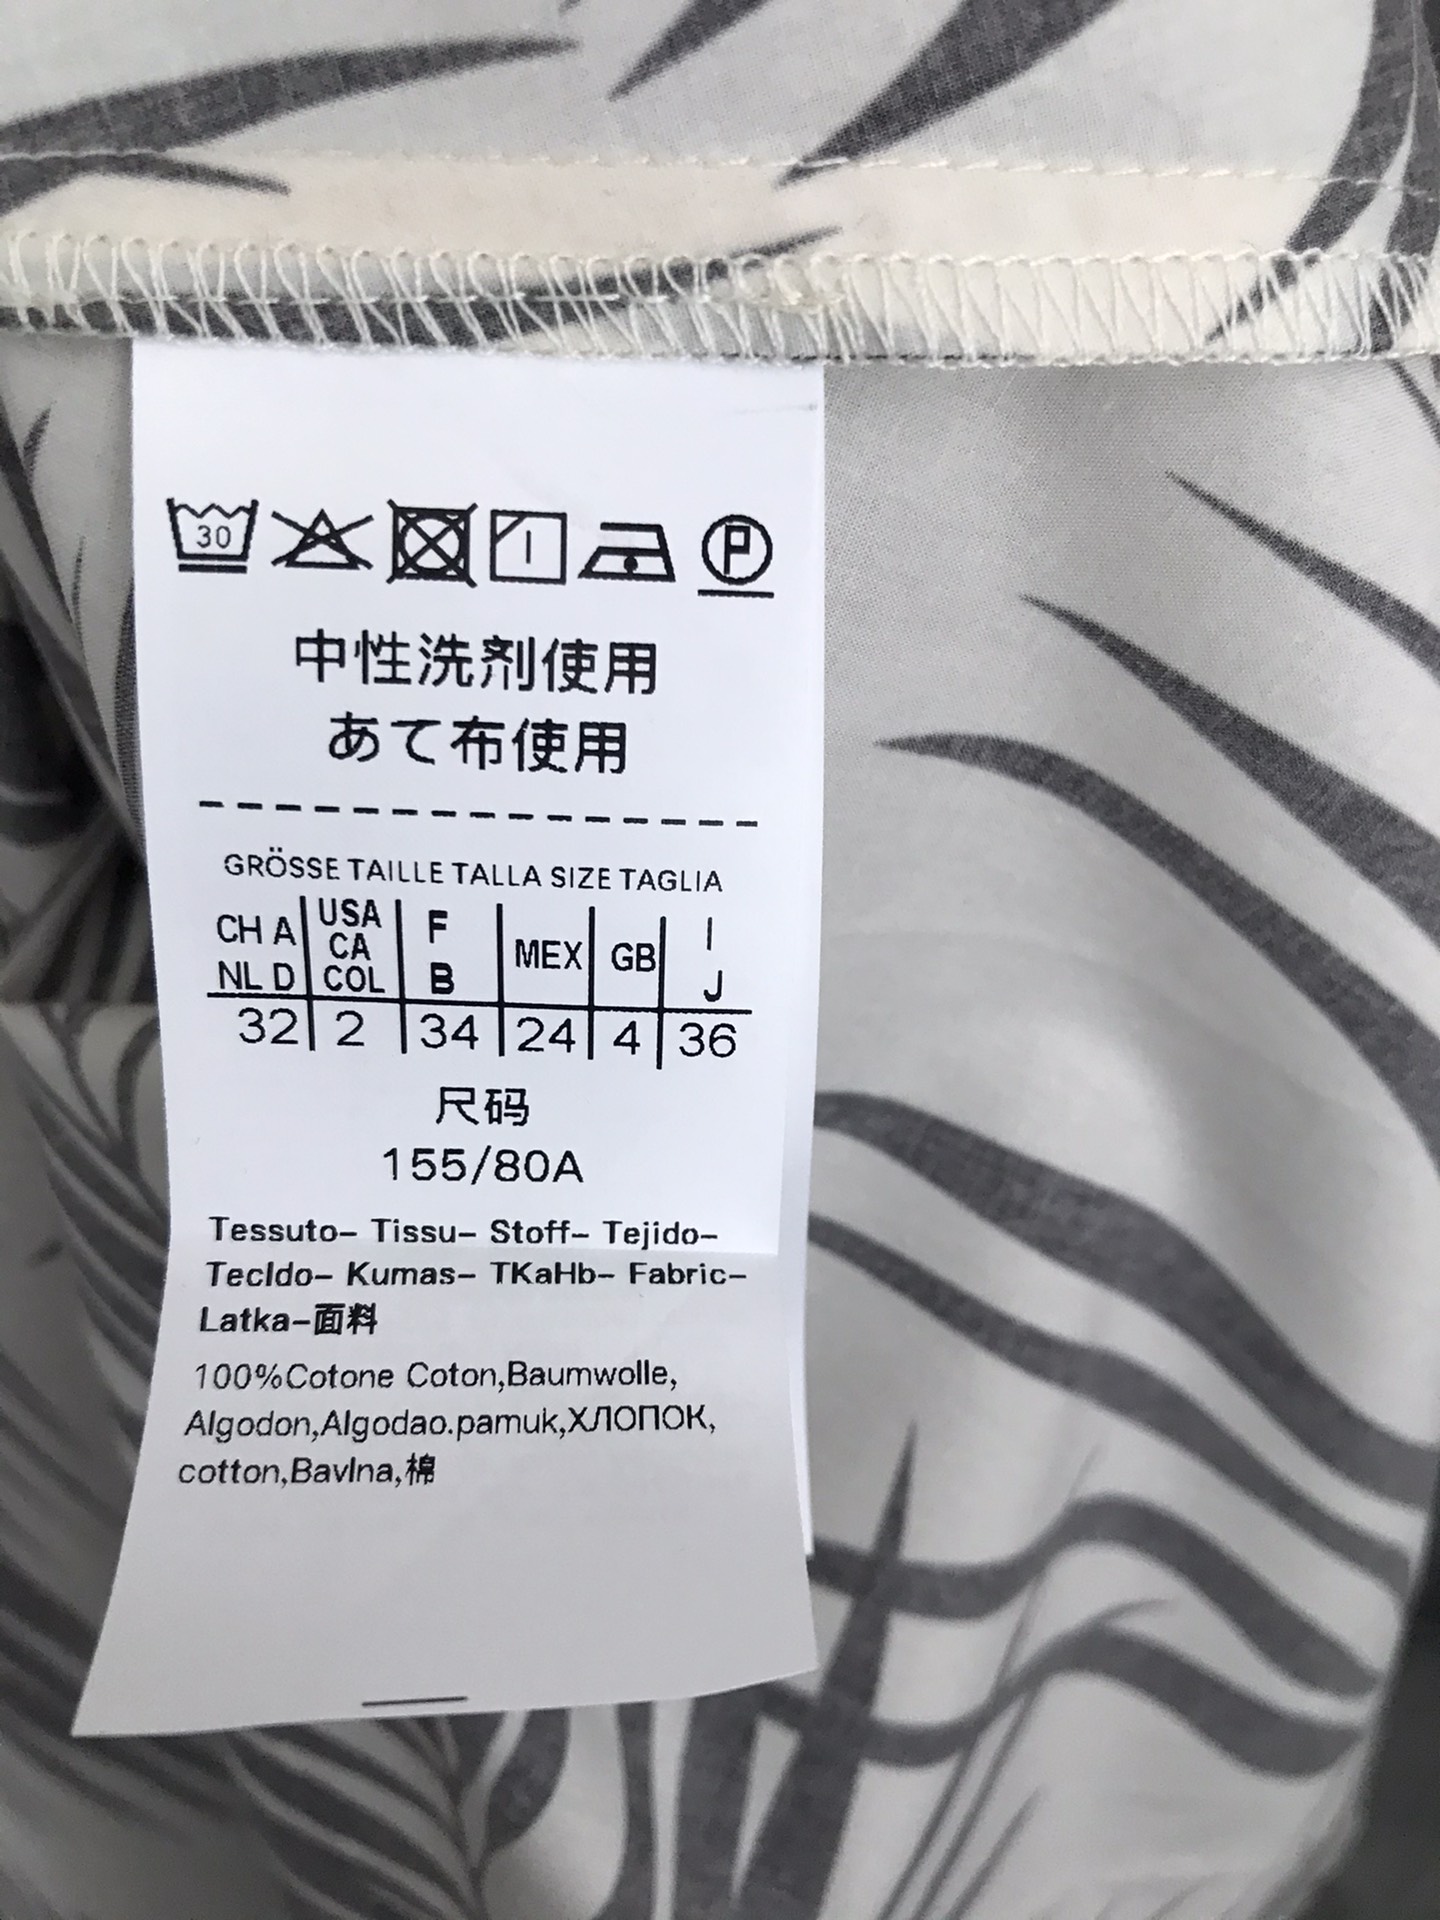 30
P
中性洗剂使用
あて布使用
GRÖSSE TAILLE TALLA SIZE TAGLIA
CH A NL D | USA CA COL | F B | MEX | GB | I J
32 | 2 | 34 | 24 | 4 | 36
尺码
155/80A
Tessuto- Tissu- Stoff- Tejido-
Tecldo- Kumas- TKaHb- Fabric-
Latka-面料
100%Cotone Coton,Baumwolle,
Algodon,Algodao.pamuk,ХЛОПОК,
cotton,Bavlna,棉